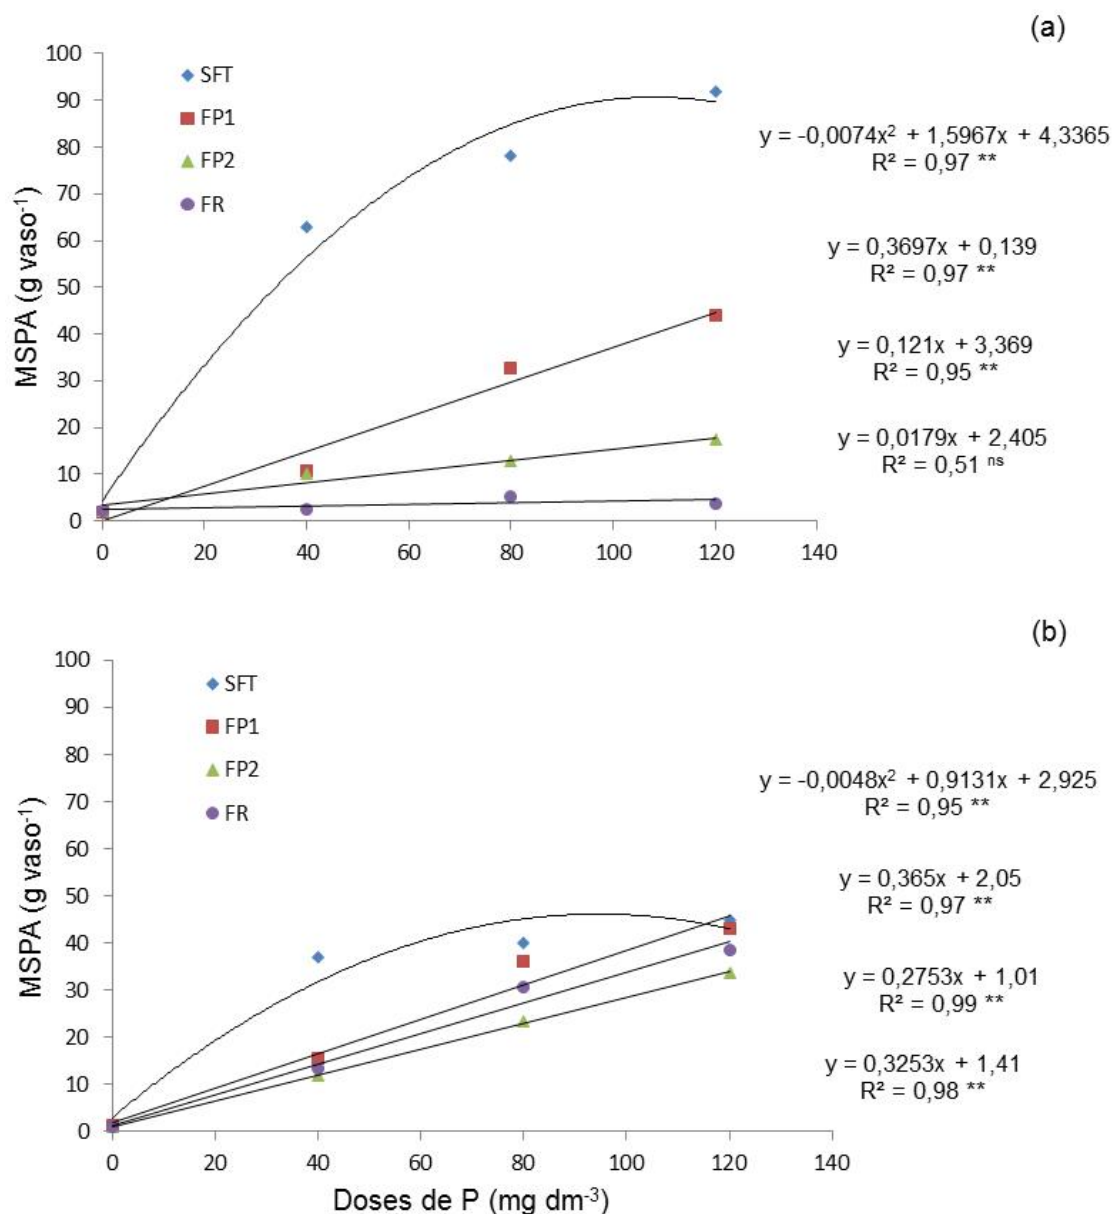 (a)
100
90
80
70
60
50
40
30
20
10
0
MSPA (g vaso⁻¹)
SFT
FP1
FP2
FR
y = -0,0074x² + 1,5967x + 4,3365
R² = 0,97 **
y = 0,3697x + 0,139
R² = 0,97 **
y = 0,121x + 3,369
R² = 0,95 **
y = 0,0179x + 2,405
R² = 0,51 ⁿˢ
0 20 40 60 80 100 120 140
(b)
100
90
80
70
60
50
40
30
20
10
0
MSPA (g vaso⁻¹)
SFT
FP1
FP2
FR
y = -0,0048x² + 0,9131x + 2,925
R² = 0,95 **
y = 0,365x + 2,05
R² = 0,97 **
y = 0,2753x + 1,01
R² = 0,99 **
y = 0,3253x + 1,41
R² = 0,98 **
0 20 40 60 80 100 120 140
Doses de P (mg dm⁻³)